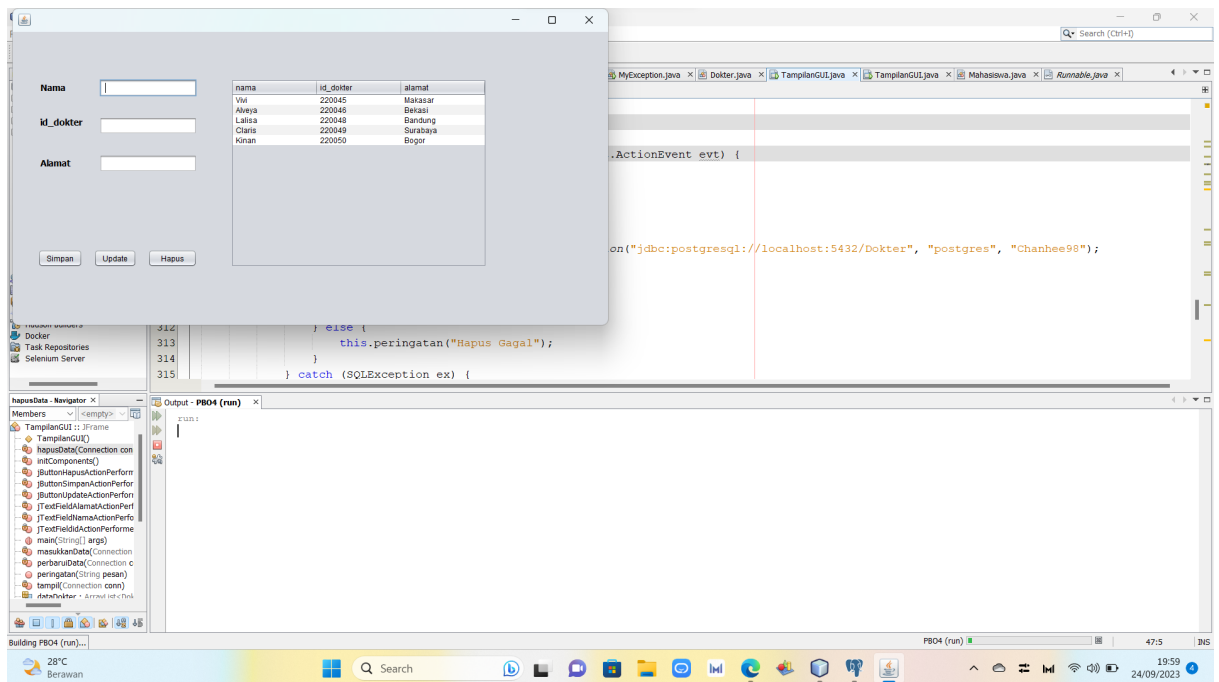 Search (Ctrl+I)
MyException.java
Dokter.java
TampilanGUI.java
TampilanGUI.java
Mahasiswa.java
Runnable.java
Nama
id_dokter
Alamat
Simpan Update Hapus
nama id_dokter alamat
Vivi 220045 Makasar
Alveya 220046 Bekasi
Lalisa 220048 Bandung
Claris 220049 Surabaya
Kinan 220050 Bogor
.ActionEvent evt) {
on("jdbc:postgresql://localhost:5432/Dokter", "postgres", "Chanhee98");
312 } else {
313 this.peringatan("Hapus Gagal");
314 }
315 } catch (SQLException ex) {
Docker
Task Repositories
Selenium Server
hapusData - Navigator
Members <empty>
TampilanGUI :: JFrame
TampilanGUI()
hapusData(Connection con
initComponents()
jButtonHapusActionPerform
jButtonSimpanActionPerfor
jButtonUpdateActionPerfor
jTextFieldAlamatActionPerf
jTextFieldNamaActionPerfo
jTextFieldidActionPerforme
main(String[] args)
masukkanData(Connection
perbaruiData(Connection c
peringatan(String pesan)
tampil(Connection conn)
dataDokter : ArrayList<Dok
Output - PBO4 (run)
run:
Building PBO4 (run)...
PBO4 (run)
47:5 INS
28°C
Berawan
Search
19:59
24/09/2023
4